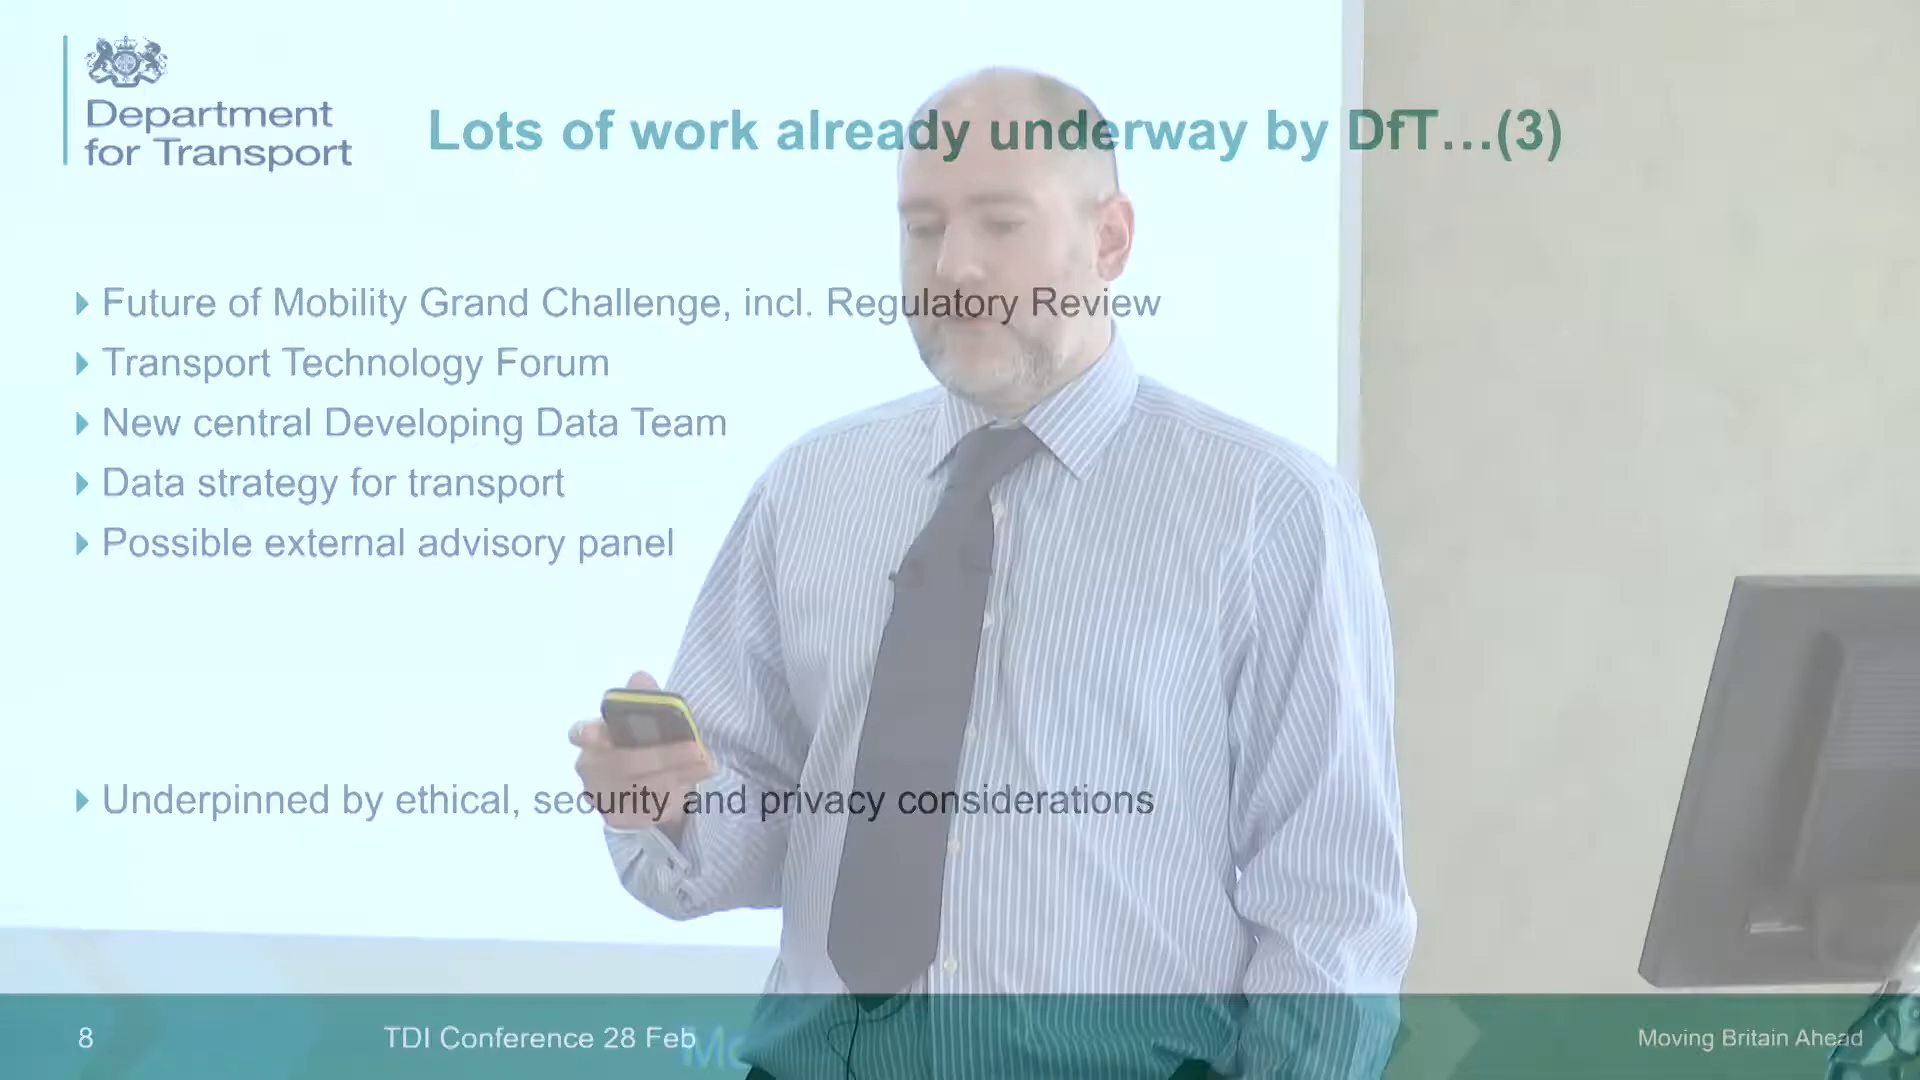 Department
for Transport
Lots of work already underway by DfT...(3)
Future of Mobility Grand Challenge, incl. Regulatory Review
Transport Technology Forum
New central Developing Data Team
Data strategy for transport
Possible external advisory panel
Underpinned by ethical, security and privacy considerations
8
TDI Conference 28 Feb
Moving Britain Ahead